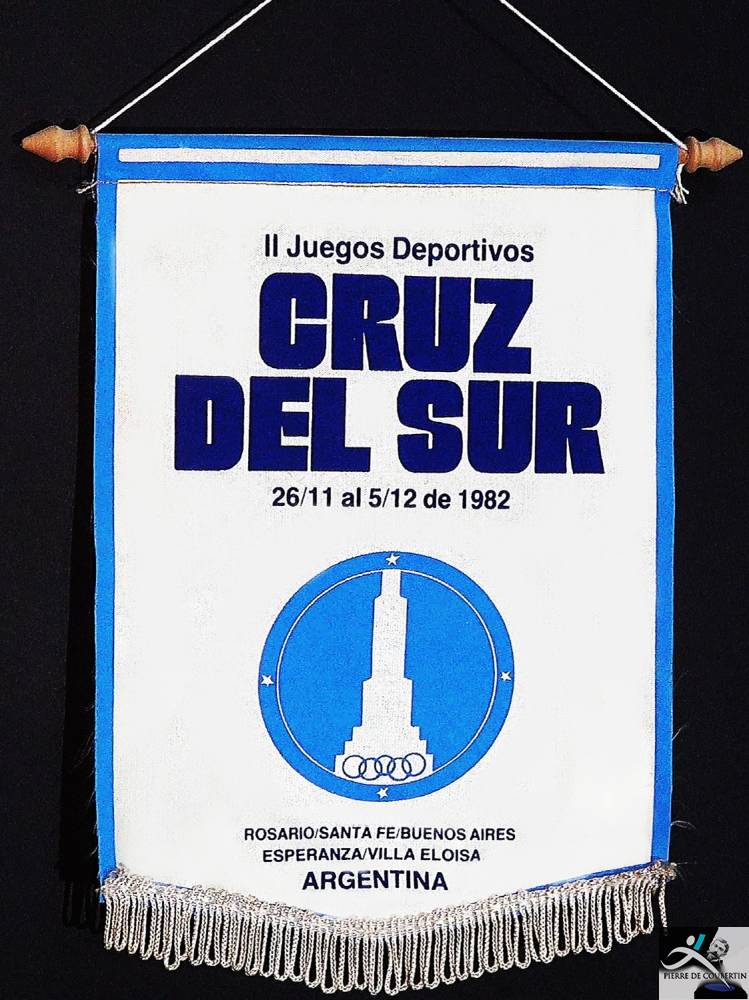 II Juegos Deportivos
CRUZ
DEL SUR
26/11 al 5/12 de 1982
ROSARIO/SANTA FE/BUENOS AIRES
ESPERANZA/VILLA ELOISA
ARGENTINA
PIERRE DE COUBERTIN